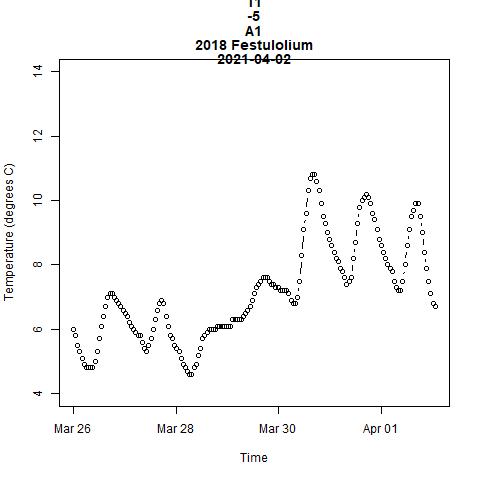 T1
-5
A1
2018 Festulolium
2021-04-02
14
12
10
8
6
4
Temperature (degrees C)
Mar 26 Mar 28 Mar 30 Apr 01
Time